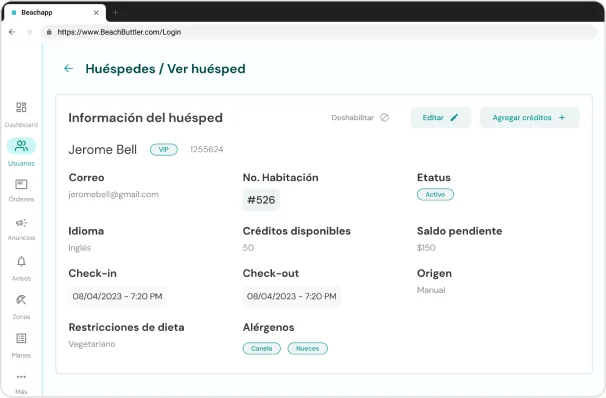 Beachapp
https://www.BeachButtler.com/Login
Huéspedes / Ver huésped
Información del huésped
Deshabilitar
Editar
Agregar créditos
Jerome Bell
VIP
1255624
Correo
No. Habitación
Etatus
jeromebell@gmail.com
#526
Activo
Idioma
Créditos disponibles
Saldo pendiente
Inglés
50
$150
Check-in
Check-out
Origen
08/04/2023 - 7:20 PM
08/04/2023 - 7:20 PM
Manual
Restricciones de dieta
Alérgenos
Vegetariano
Canela
Nueces
Dashboard
Usuarios
Órdenes
Anuncios
Avisos
Zonas
Planes
Más